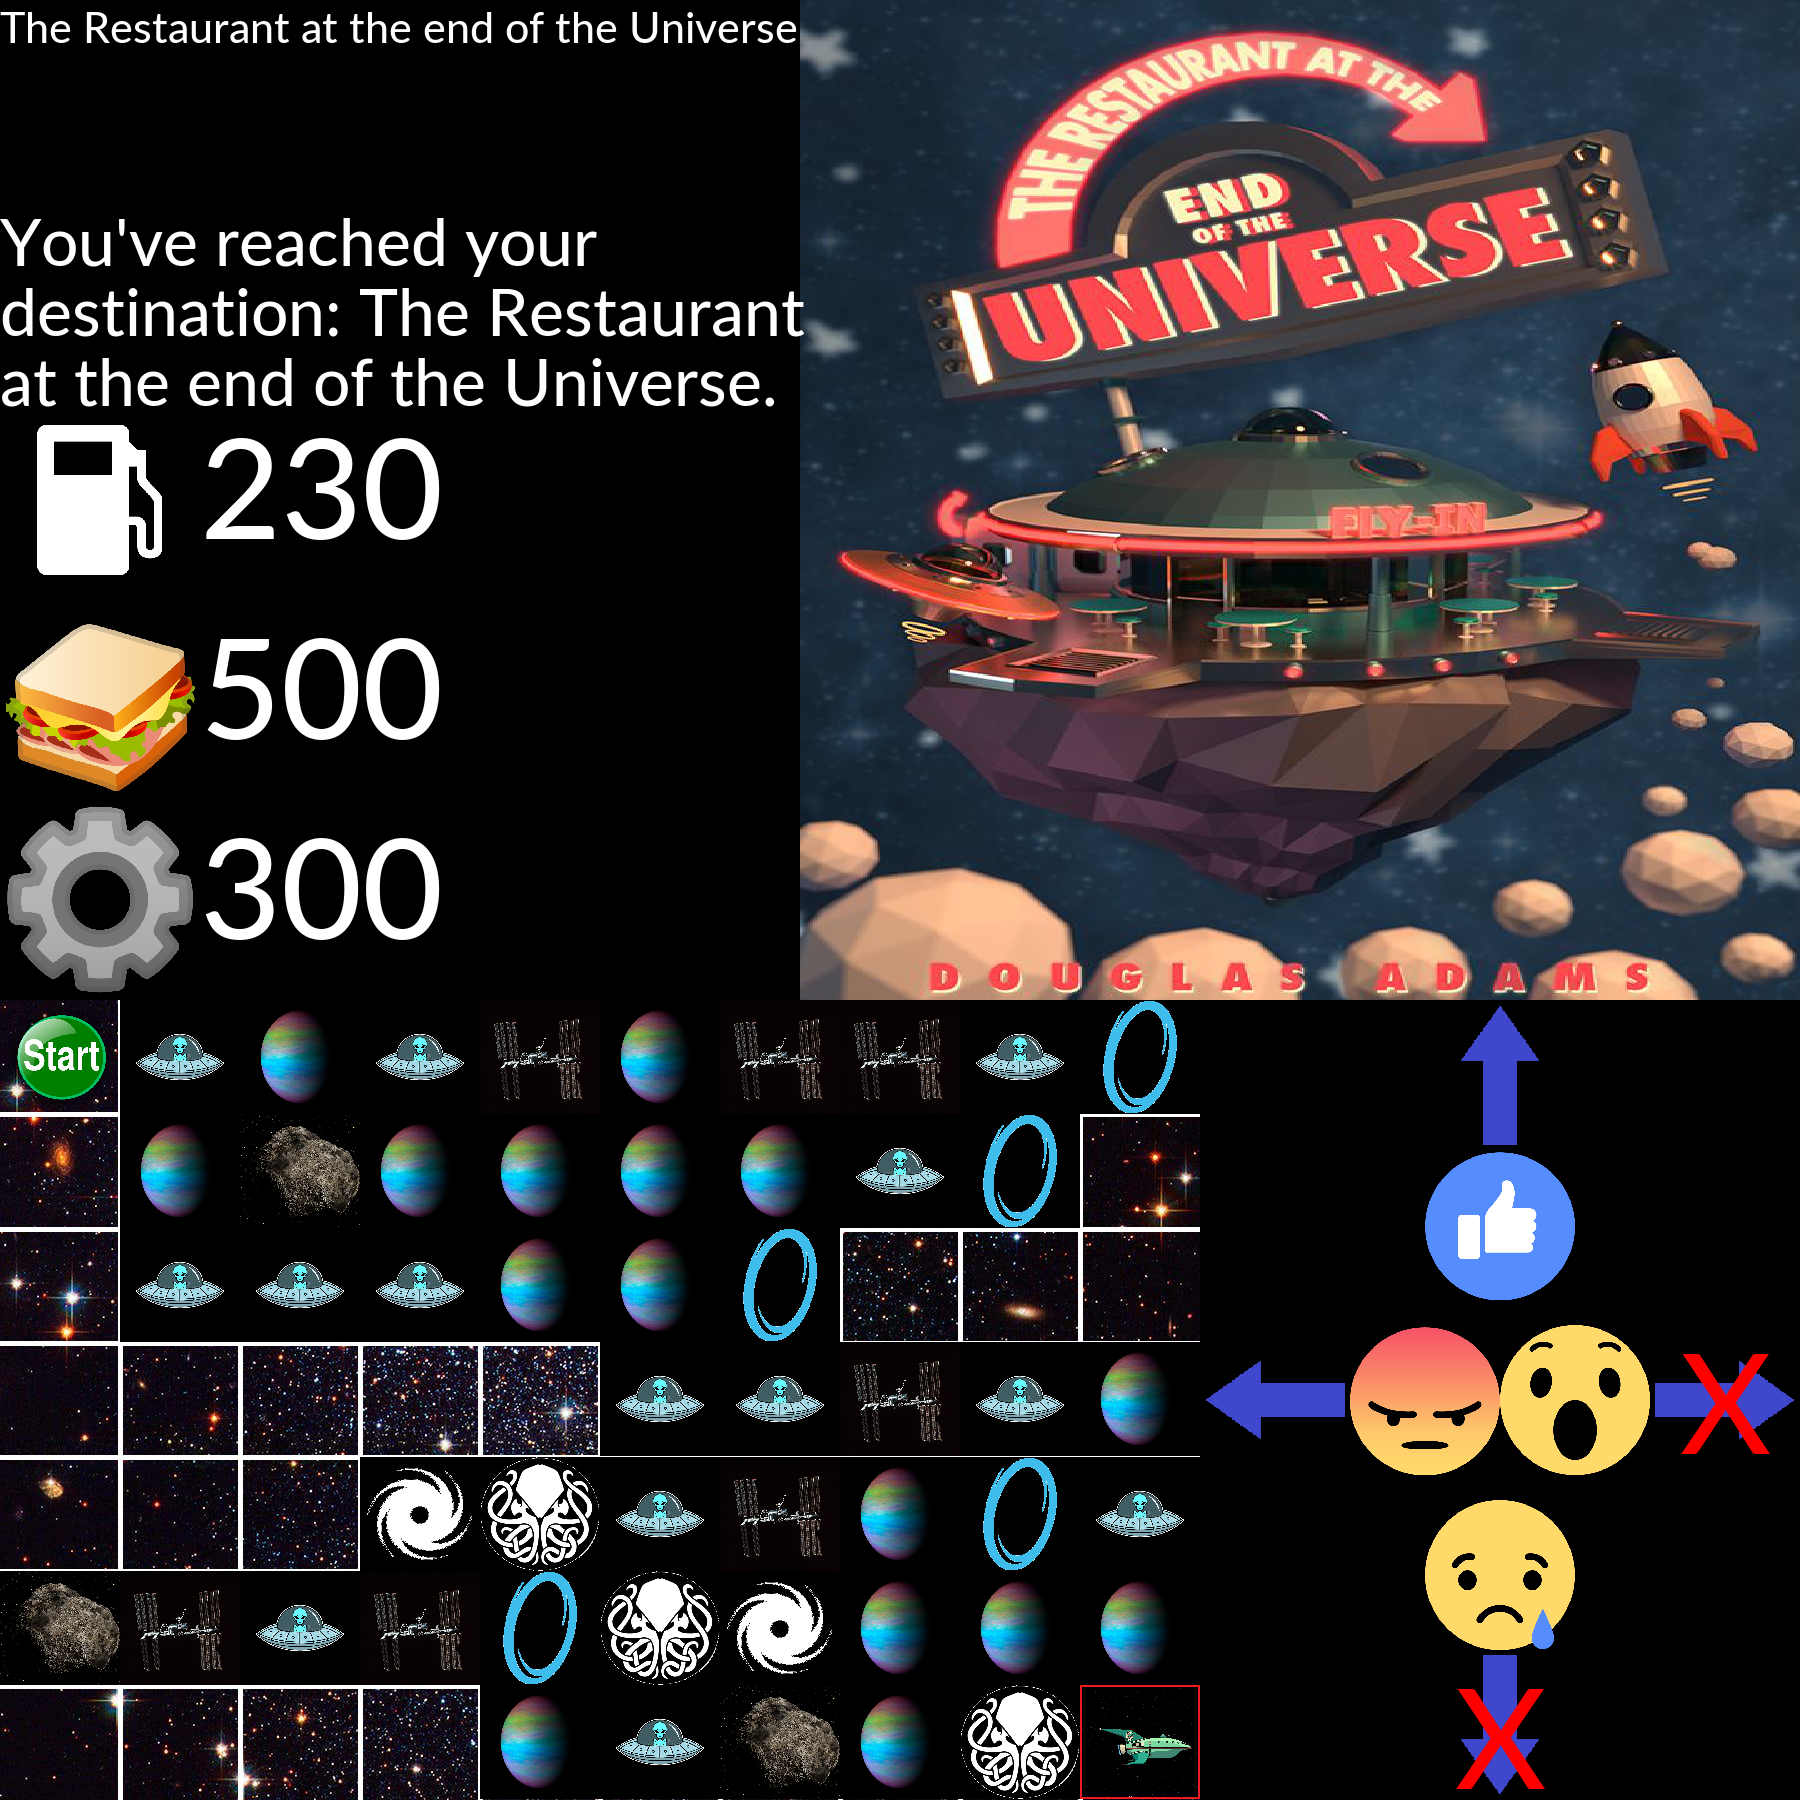 The Restaurant at the end of the Universe
You've reached your
destination: The Restaurant
at the end of the Universe.
230
500
300
THE RESTAURANT AT THE
END
OF THE
UNIVERSE
FLY-IN
DOUGLAS ADAMS
Start
X
X